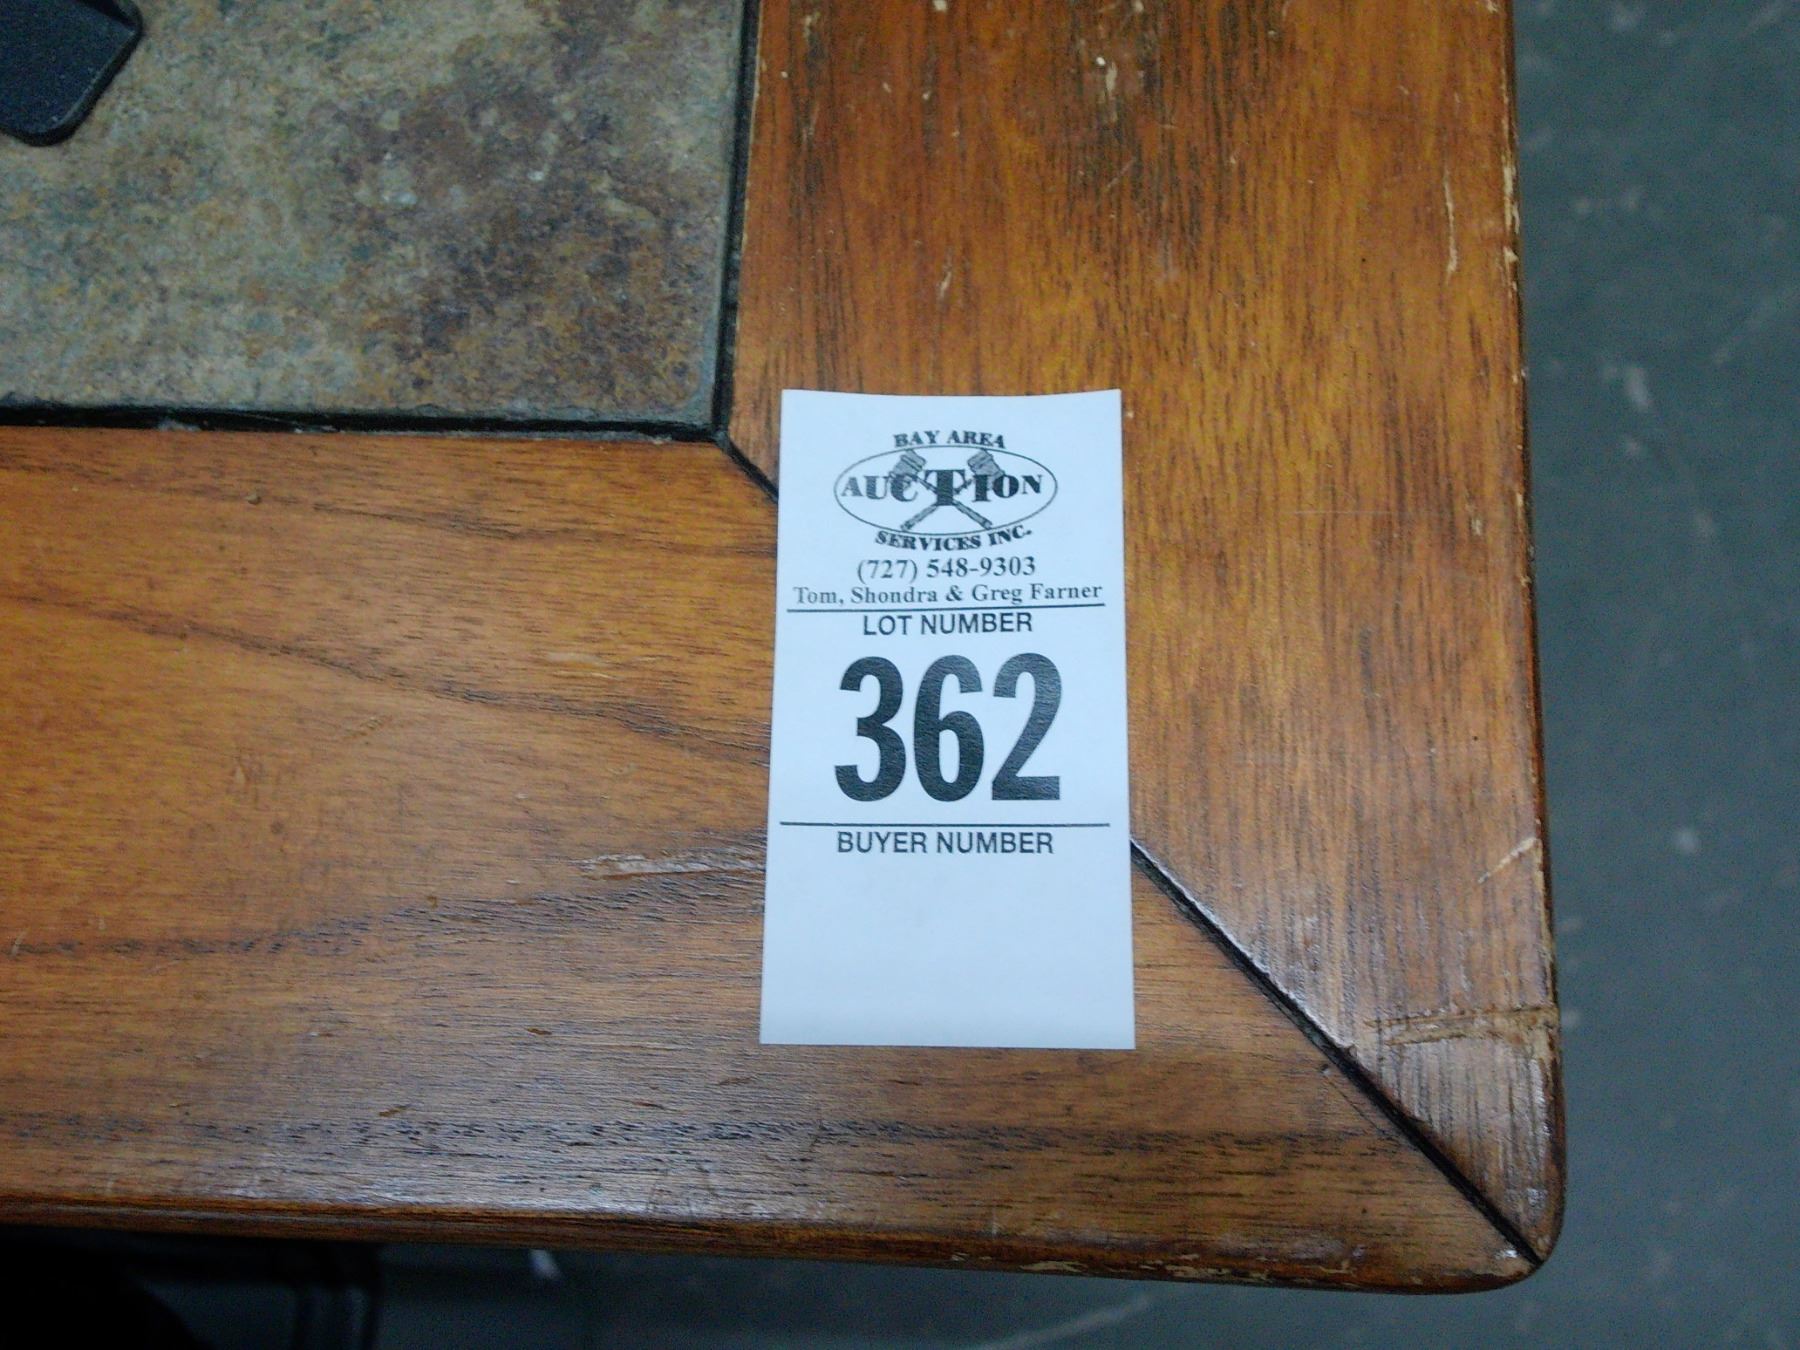 BAY AREA
AUCTION
SERVICES INC.
(727) 548-9303
Tom, Shondra & Greg Farner
LOT NUMBER
362
BUYER NUMBER